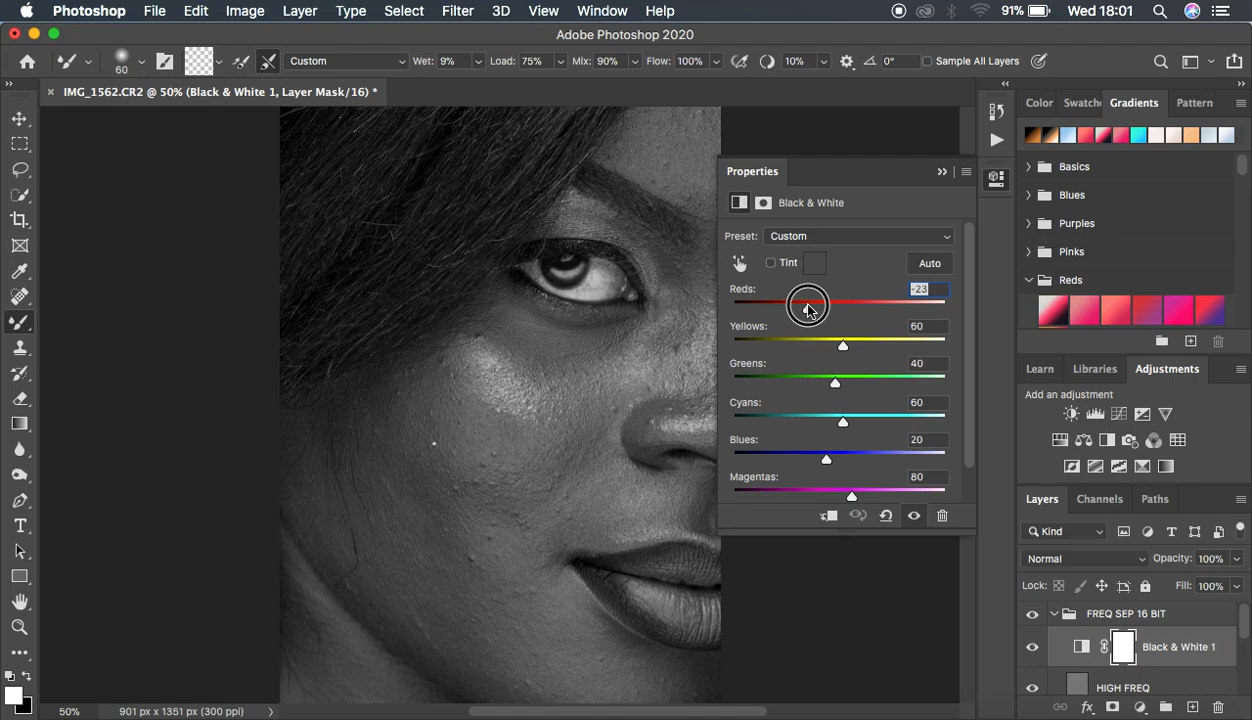 Photoshop File Edit Image Layer Type Select Filter 3D View Window Help 91% Wed 18:01
Adobe Photoshop 2020
60 Custom Wet: 9% Load: 75% Mix: 90% Flow: 100% 10% 0° Sample All Layers
IMG_1562.CR2 @ 50% (Black & White 1, Layer Mask/16) *
Properties
Black & White
Preset: Custom
Tint Auto
Reds: -23
Yellows: 60
Greens: 40
Cyans: 60
Blues: 20
Magentas: 80
Color Swatche Gradients Pattern
Basics
Blues
Purples
Pinks
Reds
Learn Libraries Adjustments
Add an adjustment
Layers Channels Paths
Kind
Normal Opacity: 100%
Lock: Fill: 100%
FREQ SEP 16 BIT
Black & White 1
HIGH FREQ
50% 901 px x 1351 px (300 ppi)